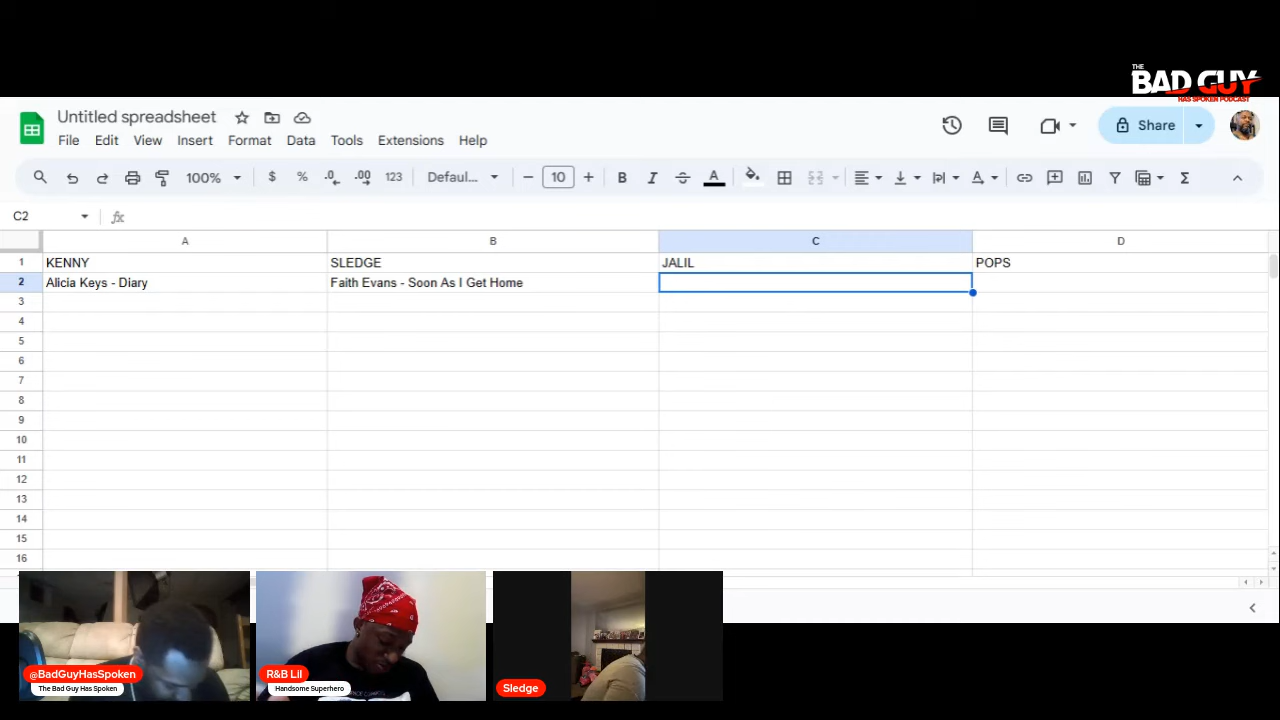 THE
BAD GUY
HAS SPOKEN PODCAST
Untitled spreadsheet
File Edit View Insert Format Data Tools Extensions Help
Share
100% $ % .0 .00 123 Defaul... 10 B I S A A Σ
C2 fx
A B C D
1 KENNY SLEDGE JALIL POPS
2 Alicia Keys - Diary Faith Evans - Soon As I Get Home
3
4
5
6
7
8
9
10
11
12
13
14
15
16
@BadGuyHasSpoken
The Bad Guy Has Spoken
R&B Lil
Handsome Superhero
Sledge